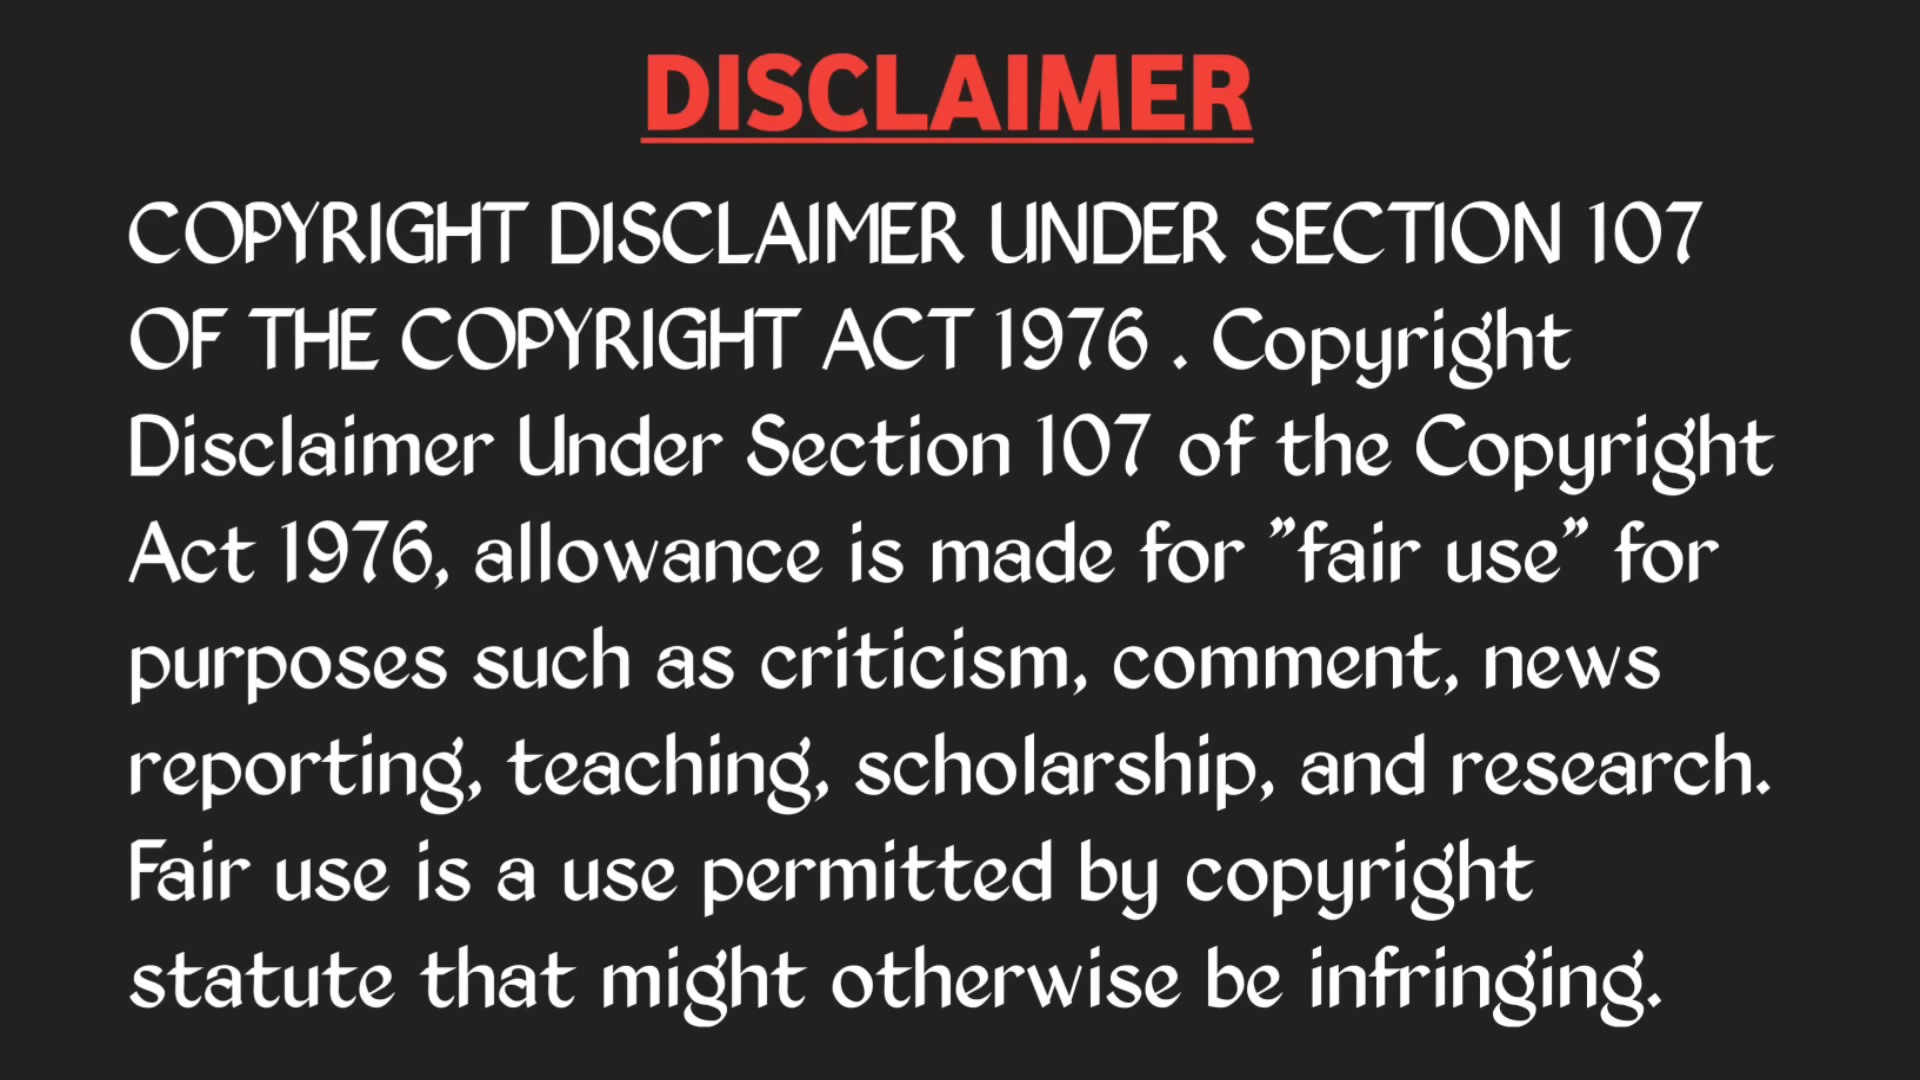 DISCLAIMER
COPYRIGHT DISCLAIMER UNDER SECTION 107
OF THE COPYRIGHT ACT 1976 . Copyright
Disclaimer Under Section 107 of the Copyright
Act 1976, allowance is made for ”fair use” for
purposes such as criticism, comment, news
reporting, teaching, scholarship, and research.
Fair use is a use permitted by copyright
statute that might otherwise be infringing.